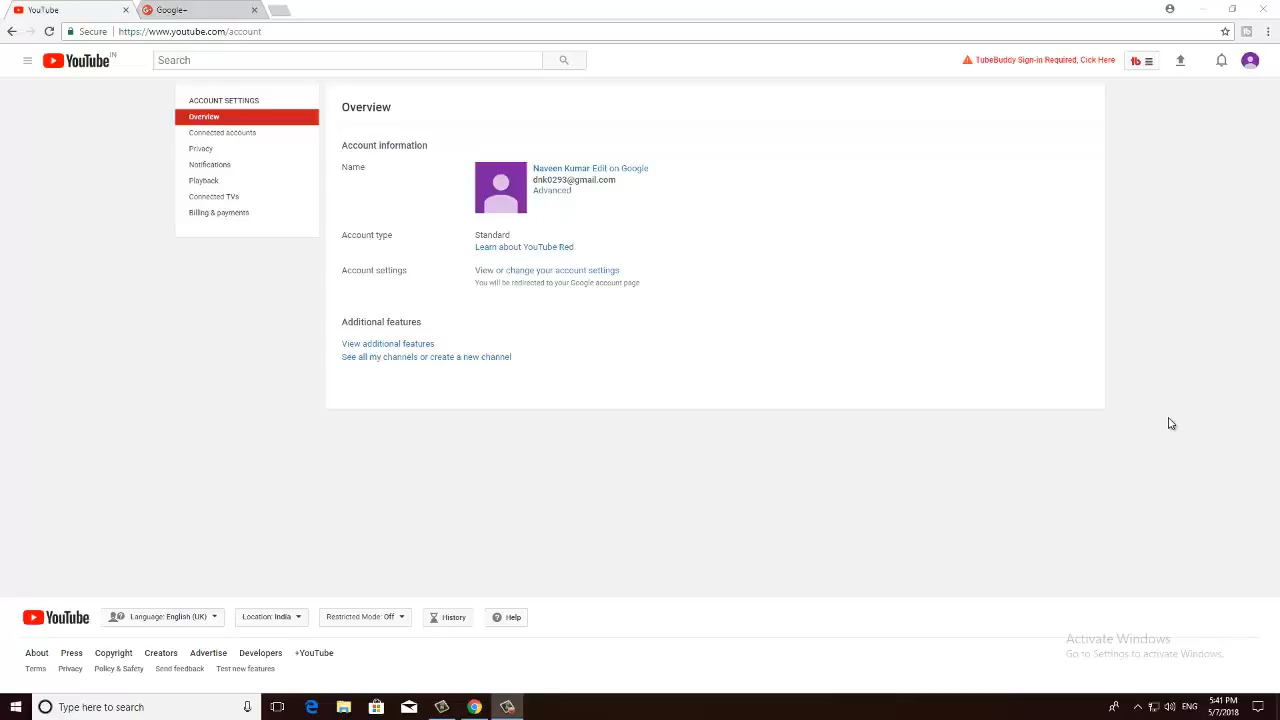 YouTube
Google+
Secure https://www.youtube.com/account
YouTube IN
Search
TubeBuddy Sign-in Required, Cick Here
tb
ACCOUNT SETTINGS
Overview
Connected accounts
Privacy
Notifications
Playback
Connected TVs
Billing & payments
Overview
Account information
Name
Naveen Kumar Edit on Google
dnk0293@gmail.com
Advanced
Account type
Standard
Learn about YouTube Red
Account settings
View or change your account settings
You will be redirected to your Google account page
Additional features
View additional features
See all my channels or create a new channel
YouTube
Language: English (UK)
Location: India
Restricted Mode: Off
History
Help
About Press Copyright Creators Advertise Developers +YouTube
Terms Privacy Policy & Safety Send feedback Test new features
Activate Windows
Go to Settings to activate Windows.
Type here to search
ENG
5:41 PM
5/7/2018